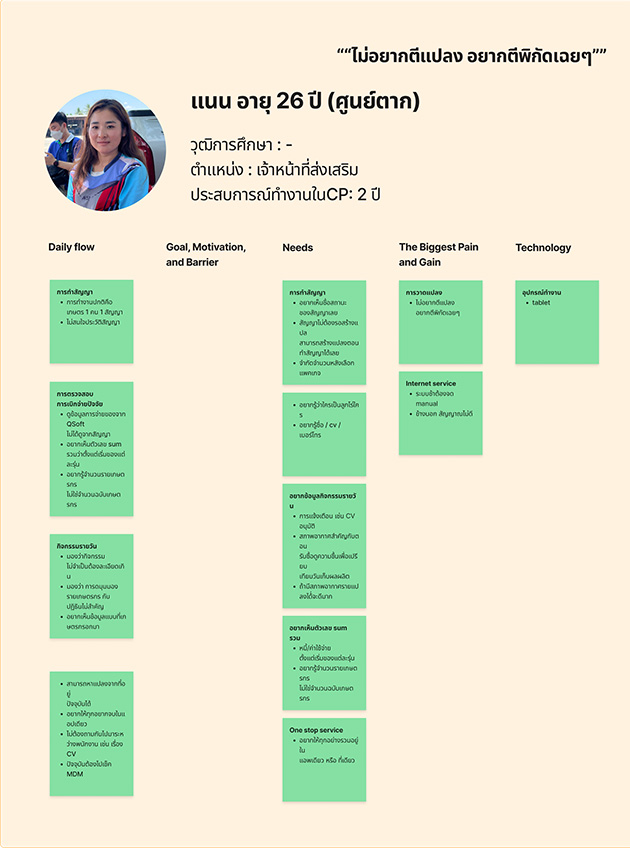 ““ไม่อยากตีแปลง อยากตีพิกัดเฉยๆ””
แนน อายุ 26 ปี (ศูนย์ตาก)
วุฒิการศึกษา : -
ตำแหน่ง : เจ้าหน้าที่ส่งเสริม
ประสบการณ์ทำงานในCP: 2 ปี
Daily flow
การทำสัญญา
การทำงานปกติคือ
เกษตร 1 คน 1 สัญญา
ไม่สนใจประวัติสัญญา
การตรวจสอบ
การเบิกจ่ายปัจจัย
ดูข้อมูลการจ่ายของจาก
QSoft
ไม่ได้ดูจากสัญญา
อยากเห็นตัวเลข sum
รวมว่าตั้งแต่เริ่มของแต่
ละรุ่น
อยากรู้จำนวนรายเกษต
รกร
ไม่ใช่จำนวนฉบับเกษต
รกร
กิจกรรมรายวัน
มองว่ากิจกรรม
ไม่จำเป็นต้องละเอียดเกิ
น
มองว่า การดูมุมมอง
รายเกษตรกร กับ
ปฏิทินไม่สำคัญ
อยากเห็นข้อมูลแบบที่เก
ษตรกรอกมา
สามารถหาแปลงจากที่อ
ยู่
ปัจจุบันได้
อยากให้ทุกอยากจบในแ
อปเดียว
ไม่ต้องถามกันไปมาระห
ว่างพนักงาน เช่น เรื่อง
CV
ปัจจุบันต้องไปเช็ค
MDM
Goal, Motivation,
and Barrier
Needs
การทำสัญญา
อยากเห็นชื่อสถานะ
ของสัญญาเลย
สัญญาไม่ต้องรอสร้างแ
ปล
สามารถสร้างแปลงตอน
ทำสัญญาได้เลย
จำกัดจำนวนหลังเลือก
แพคเกจ
อยากรู้ว่าใครเป็นลูกไร่ใค
ร
อยากรู้ชื่อ / cv /
เบอร์โทร
อยากข้อมูลกิจกรรมรายวั
น
การแจ้งเตือน เช่น CV
อนุมัติ
สภาพอากาศสำคัญกับต
อน
รับซื้อดูความชื้นเพื่อเปรี
ยบ
เทียบวันเก็บผลผลิต
ถ้ามีสภาพอากาศรายแป
ลงได้จะดีมาก
อยากเห็นตัวเลข sum
รวม
หนี้/ค่าใช้จ่าย
ตั้งแต่เริ่มของแต่ละรุ่น
อยากรู้จำนวนรายเกษต
รกร
ไม่ใช่จำนวนฉบับเกษต
รกร
One stop service
อยากให้ทุกอย่างรวมอยู่
ใน
แอพเดียว หรือ ที่เดียว
The Biggest Pain
and Gain
การวาดแปลง
ไม่อยากตีแปลง
อยากตีพิกัดเฉยๆ
Internet service
ระบบช้าต้องจด
manual
ข้างนอก สัญญาณไม่ดี
Technology
อุปกรณ์ทำงาน
tablet